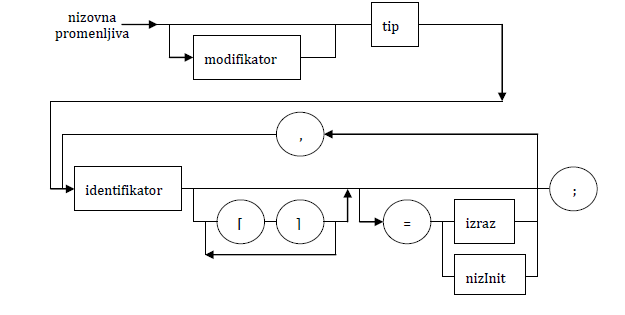 nizovna
promenljiva
tip
modifikator
,
identifikator
[ ]
=
izraz
;
nizInit